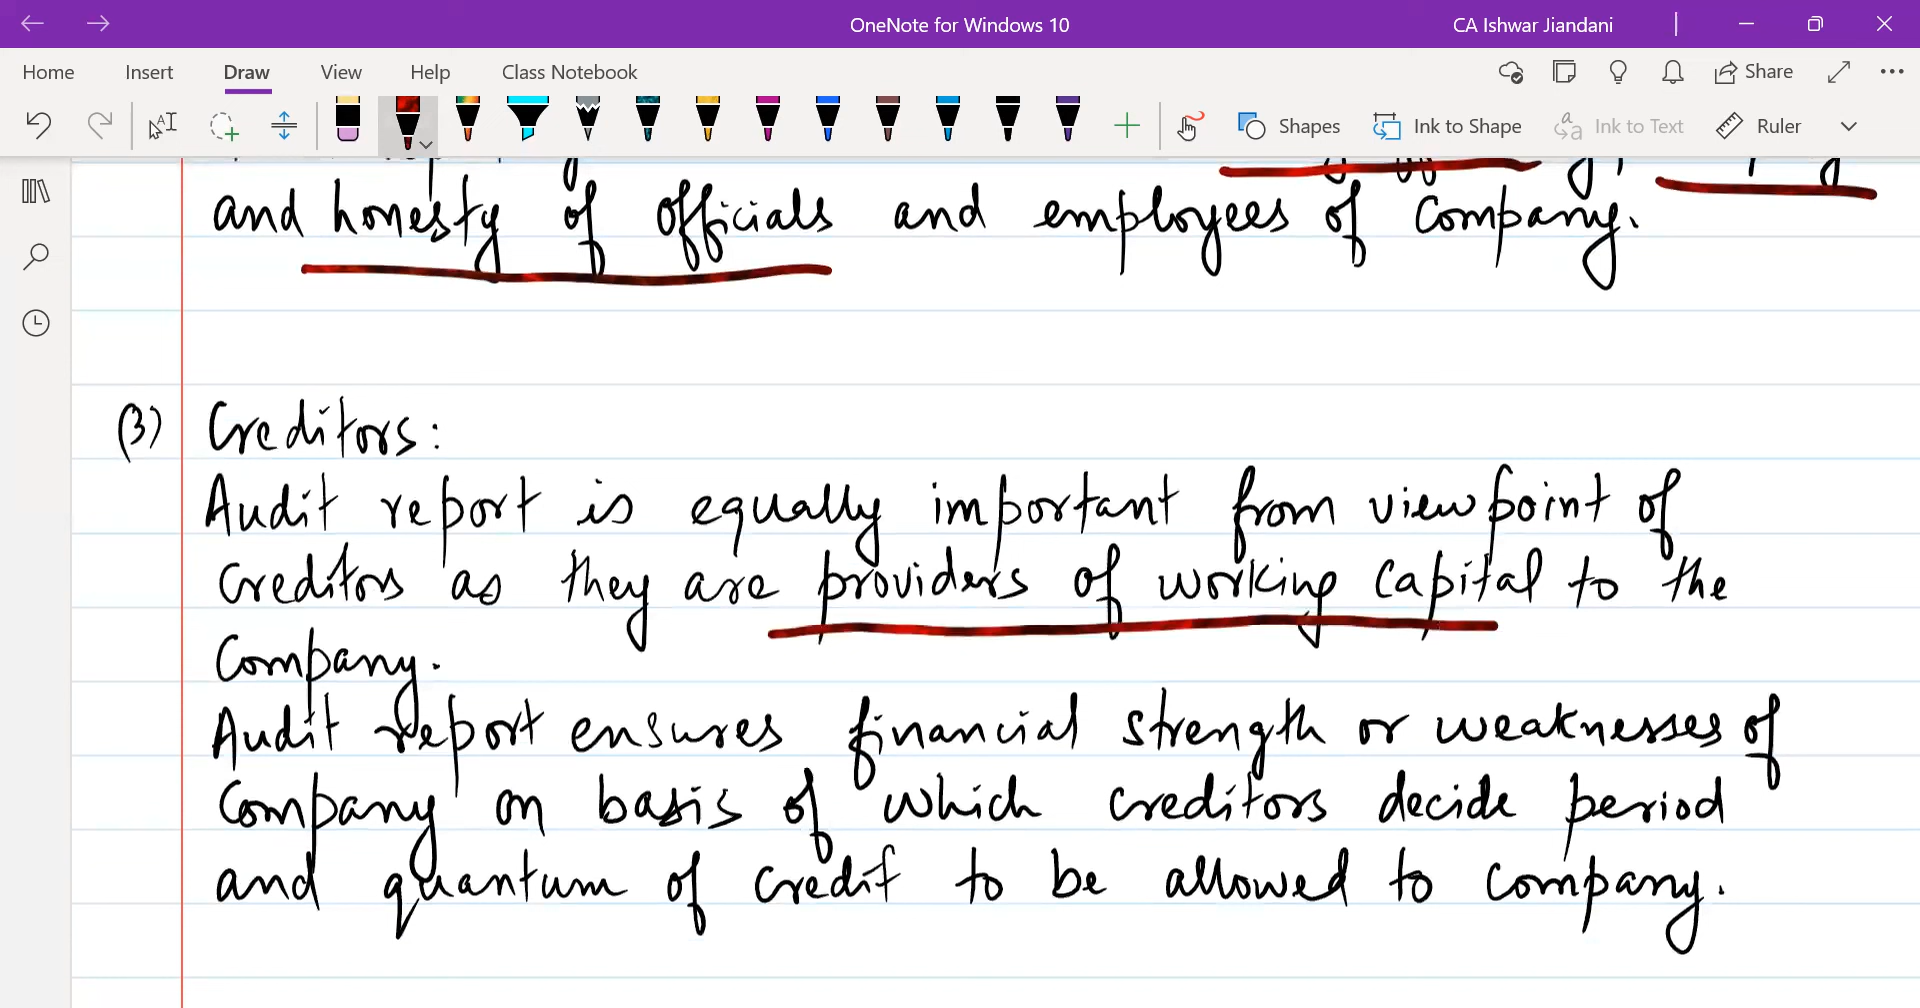 OneNote for Windows 10
CA Ishwar Jiandani
Home Insert Draw View Help Class Notebook
Share
Shapes Ink to Shape Ink to Text Ruler
and honesty of officials and employees of Company.
(3) Creditors:
Audit report is equally important from viewpoint of
creditors as they are providers of working capital to the
Company.
Audit report ensures financial strength or weaknesses of
Company on basis of which creditors decide period
and quantum of credit to be allowed to company.